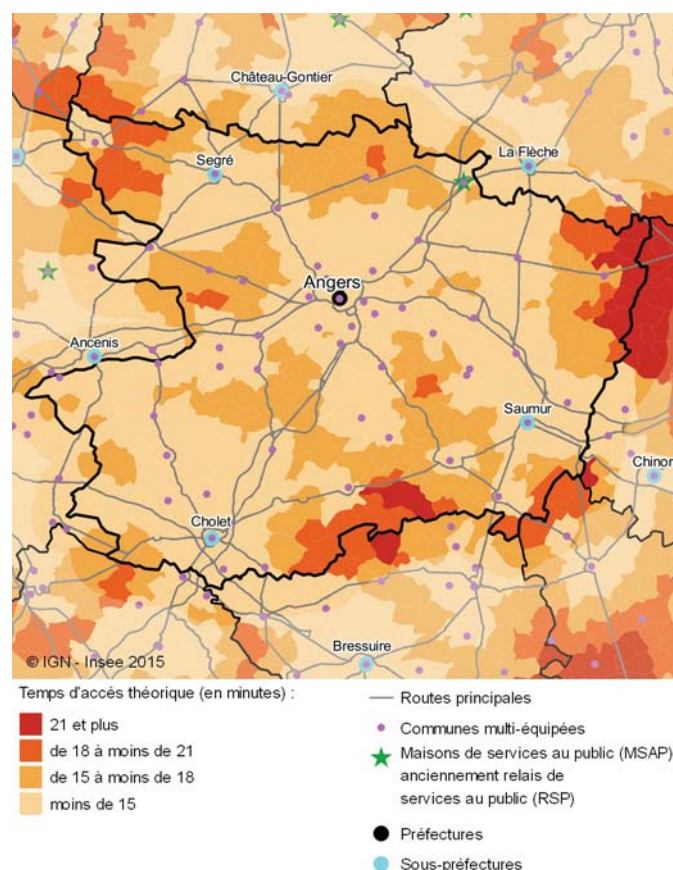 Château-Gontier
Segré
La Flèche
Angers
Ancenis
Saumur
Chinon
Cholet
Bressuire
© IGN - Insee 2015
Temps d'accès théorique (en minutes) :
21 et plus
de 18 à moins de 21
de 15 à moins de 18
moins de 15
Routes principales
Communes multi-équipées
Maisons de services au public (MSAP)
anciennement relais de
services au public (RSP)
Préfectures
Sous-préfectures